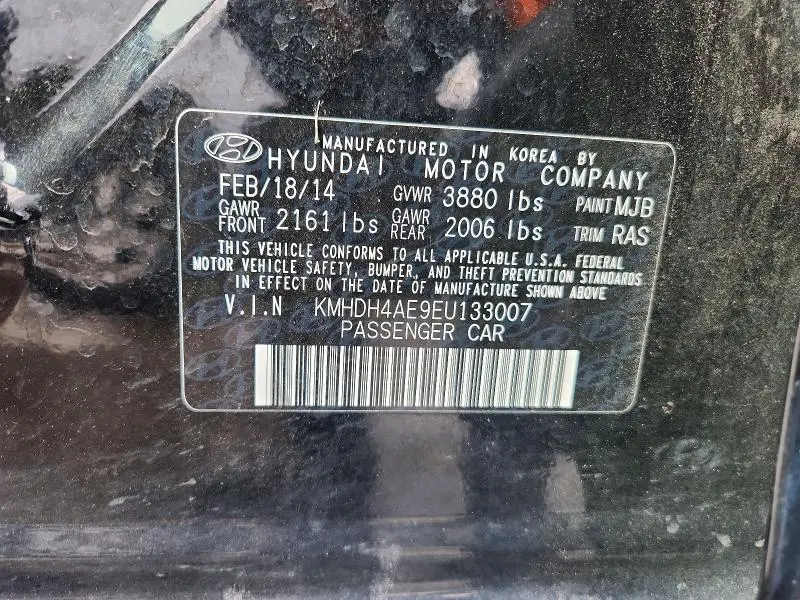 MANUFACTURED IN KOREA BY
HYUNDAI MOTOR COMPANY
FEB/18/14 GVWR 3880 lbs PAINT MJB
GAWR FRONT 2161 lbs GAWR REAR 2006 lbs TRIM RAS
THIS VEHICLE CONFORMS TO ALL APPLICABLE U.S.A. FEDERAL
MOTOR VEHICLE SAFETY, BUMPER, AND THEFT PREVENTION STANDARDS
IN EFFECT ON THE DATE OF MANUFACTURE SHOWN ABOVE
V.I.N KMHDH4AE9EU133007
PASSENGER CAR